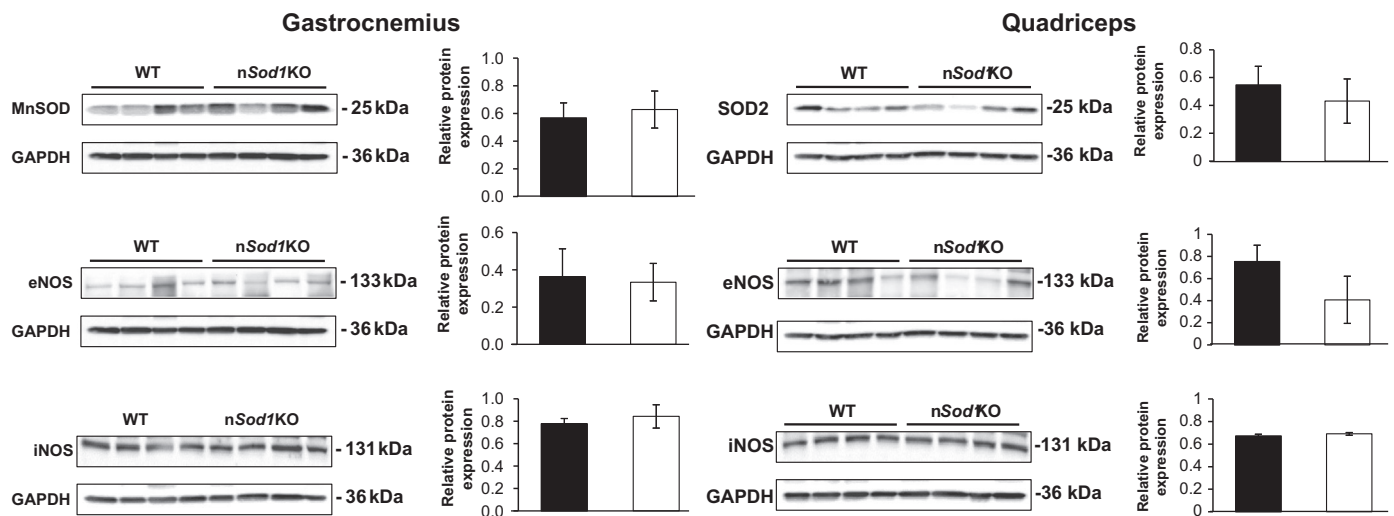 Gastrocnemius
WT nSod1KO
MnSOD - 25 kDa
GAPDH - 36 kDa
Relative protein
expression
1.0
0.8
0.6
0.4
0.2
0.0
WT nSod1KO
eNOS - 133 kDa
GAPDH - 36 kDa
Relative protein
expression
0.6
0.4
0.2
0.0
WT nSod1KO
iNOS - 131 kDa
GAPDH - 36 kDa
Relative protein
expression
1.0
0.8
0.6
0.4
0.2
0.0
Quadriceps
WT nSod1KO
SOD2 -25 kDa
GAPDH -36 kDa
Relative protein
expression
0.8
0.6
0.4
0.2
0
WT nSod1KO
eNOS -133 kDa
GAPDH -36 kDa
Relative protein
expression
1
0.8
0.6
0.4
0.2
0
WT nSod1KO
iNOS -131 kDa
GAPDH -36 kDa
Relative protein
expression
1
0.8
0.6
0.4
0.2
0